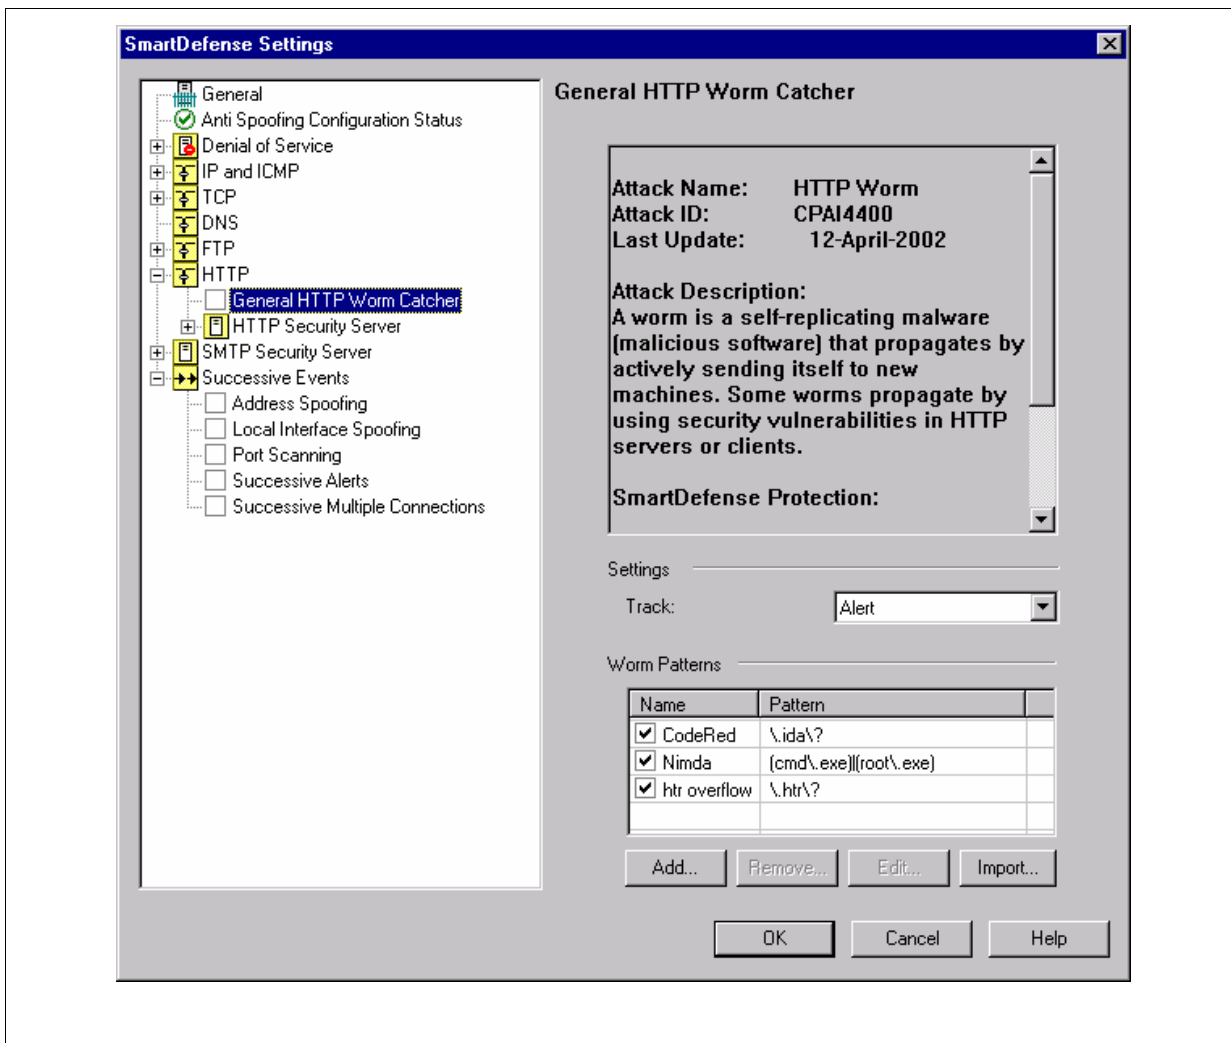 SmartDefense Settings
General
Anti Spoofing Configuration Status
Denial of Service
IP and ICMP
TCP
DNS
FTP
HTTP
General HTTP Worm Catcher
HTTP Security Server
SMTP Security Server
Successive Events
Address Spoofing
Local Interface Spoofing
Port Scanning
Successive Alerts
Successive Multiple Connections
General HTTP Worm Catcher
Attack Name: HTTP Worm
Attack ID: CPAI4400
Last Update: 12-April-2002
Attack Description:
A worm is a self-replicating malware
(malicious software) that propagates by
actively sending itself to new
machines. Some worms propagate by
using security vulnerabilities in HTTP
servers or clients.
SmartDefense Protection:
Settings
Track: Alert
Worm Patterns
Name Pattern
CodeRed \.ida\?
Nimda (cmd\.exe)|(root\.exe)
htr overflow \.htr\?
Add... Remove... Edit... Import...
OK Cancel Help